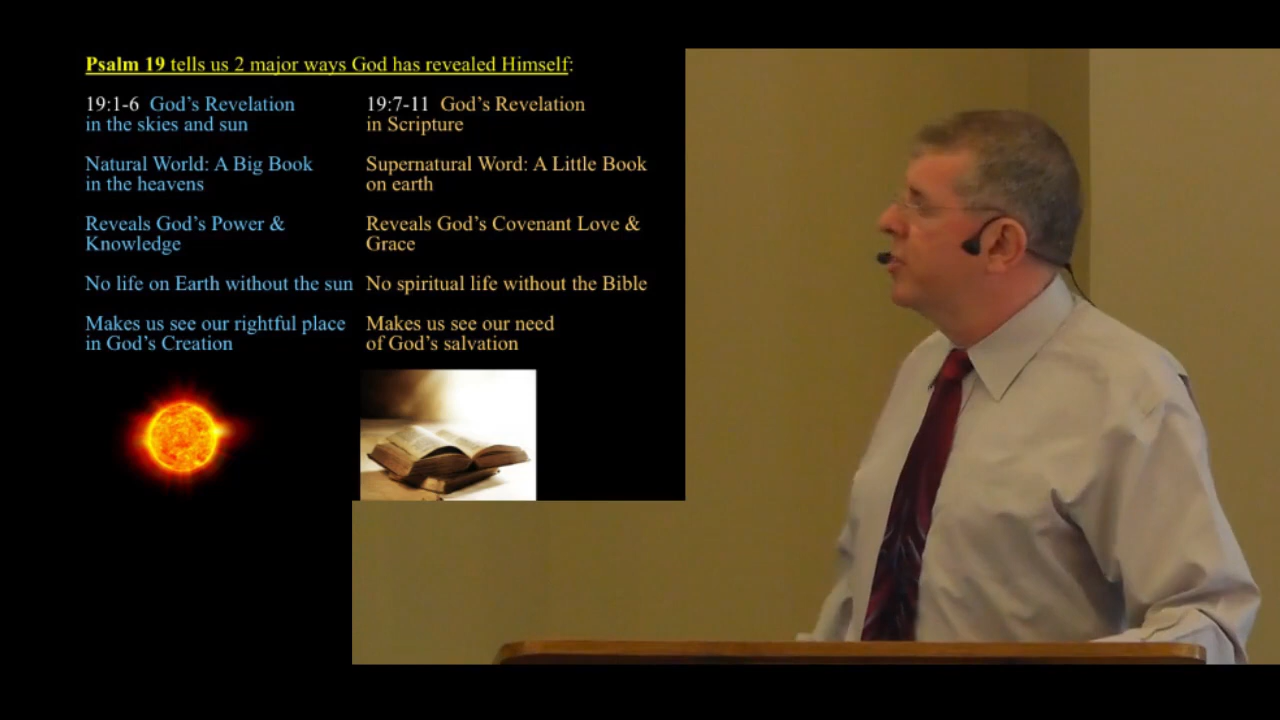 Psalm 19 tells us 2 major ways God has revealed Himself:
19:1-6 God’s Revelation
in the skies and sun
Natural World: A Big Book
in the heavens
Reveals God’s Power &
Knowledge
No life on Earth without the sun
Makes us see our rightful place
in God’s Creation
19:7-11 God’s Revelation
in Scripture
Supernatural Word: A Little Book
on earth
Reveals God’s Covenant Love &
Grace
No spiritual life without the Bible
Makes us see our need
of God’s salvation